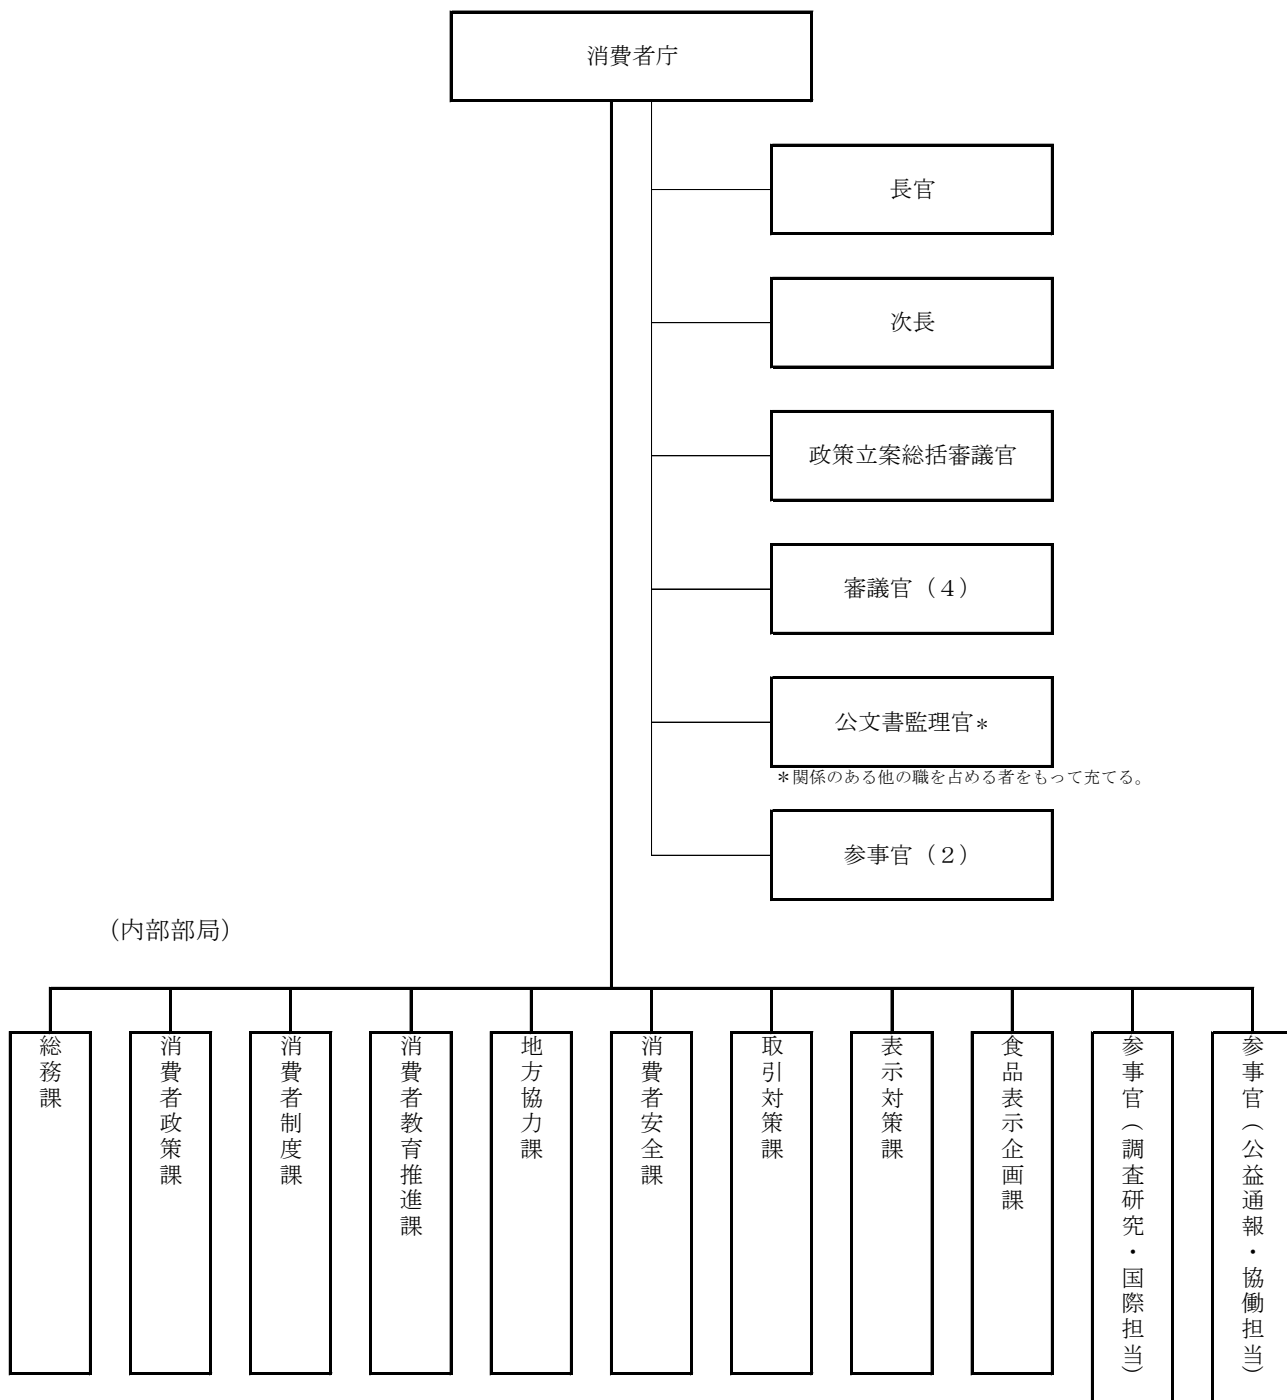 消費者庁
長官
次長
政策立案総括審議官
審議官（４）
公文書監理官＊
＊関係のある他の職を占める者をもって充てる。
参事官（２）
（内部部局）
総務課
消費者政策課
消費者制度課
消費者教育推進課
地方協力課
消費者安全課
取引対策課
表示対策課
食品表示企画課
参事官（調査研究・国際担当）
参事官（公益通報・協働担当）